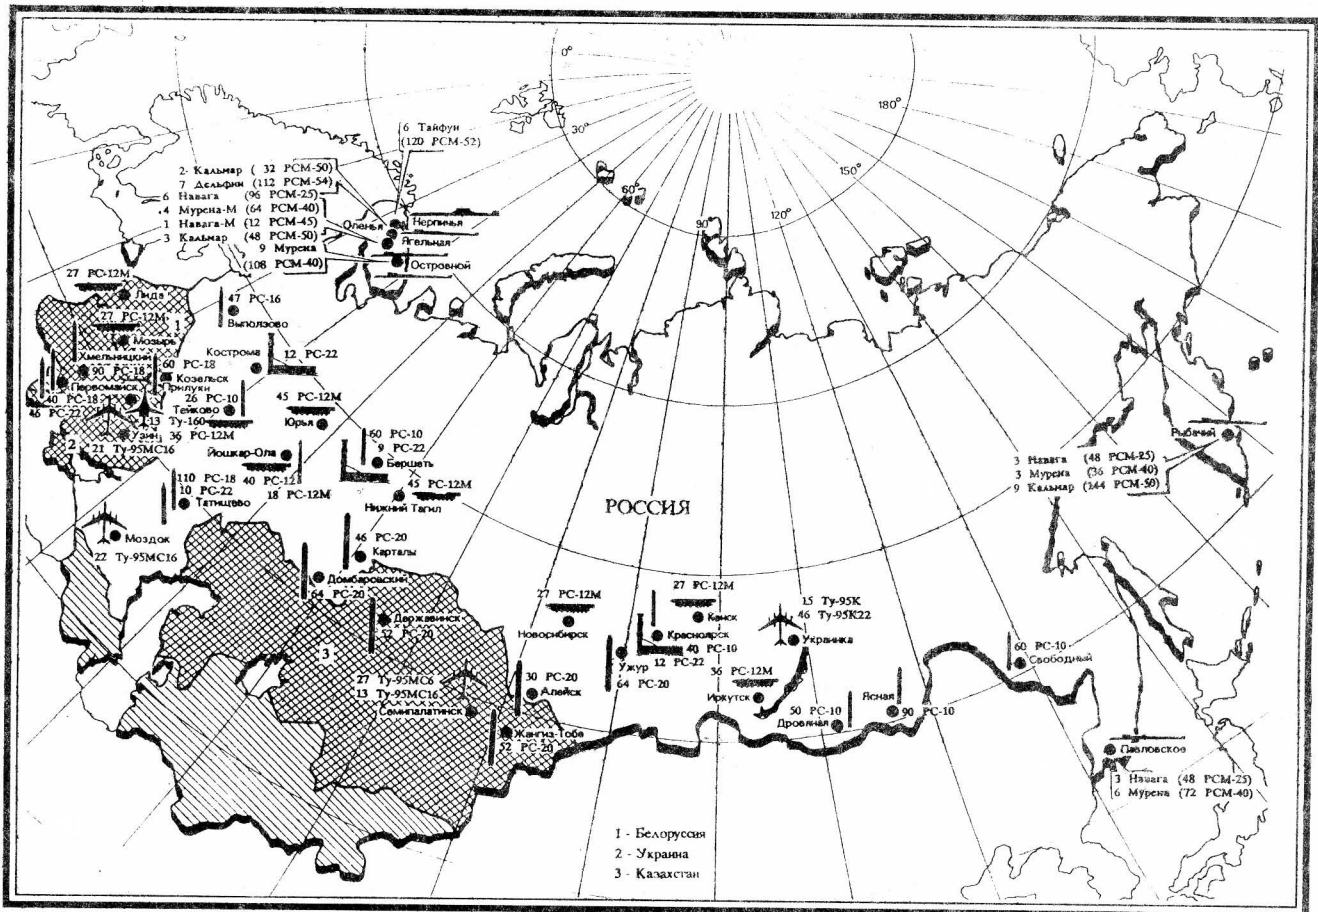 0°
30°
60°
90°
120°
150°
180°
6 Тайфун
(120 РСМ-52)
2- Кальмар ( 32 РСМ-50)
7 Дельфин (112 РСМ-54)
6 Навага (96 РСМ-25)
4 Мурена-М (64 РСМ-40)
1 Навага-М (12 РСМ-45)
3 Кальмар (48 РСМ-50)
9 Мурена
(108 РСМ-40)
Оленья
Нерпичья
Ягельная
Островной
27 РС-12М
Лида
27 РС-12М
1
Мозырь
47 РС-16
Выползово
Хмельницкий
90 РС-18
Первомайск
40 РС-18
46 РС-22
60 РС-18
Козельск
Прилуки
13 Ту-160
Узин
2
21 Ту-95МС16
Кострома
12 РС-22
26 РС-10
Тейково
36 РС-12М
45 РС-12М
Юрья
Йошкар-Ола
40 РС-12
18 РС-12М
60 РС-10
9 РС-22
Бершеть
45 РС-12М
Нижний Тагил
110 РС-18
10 РС-22
Татищево
Моздок
22 Ту-95МС16
46 РС-20
Карталы
Домбаровский
64 РС-20
Державинск
52 РС-20
3
27 Ту-95МС6
13 Ту-95МС16
Семипалатинск
30 РС-20
Алейск
Жангиз-Тобе
52 РС-20
РОССИЯ
27 РС-12М
Новосибирск
Ужур
64 РС-20
27 РС-12М
Канск
Красноярск
40 РС-10
12 РС-22
15 Ту-95К
46 Ту-95К22
Украинка
36 РС-12М
Иркутск
50 РС-10
Дровяная
Ясная
90 РС-10
60 РС-10
Свободный
Рыбачий
3 Навага (48 РСМ-25)
3 Мурена (36 РСМ-40)
9 Кальмар (144 РСМ-50)
Павловское
3 Навага (48 РСМ-25)
6 Мурена (72 РСМ-40)
1 - Белоруссия
2 - Украина
3 - Казахстан